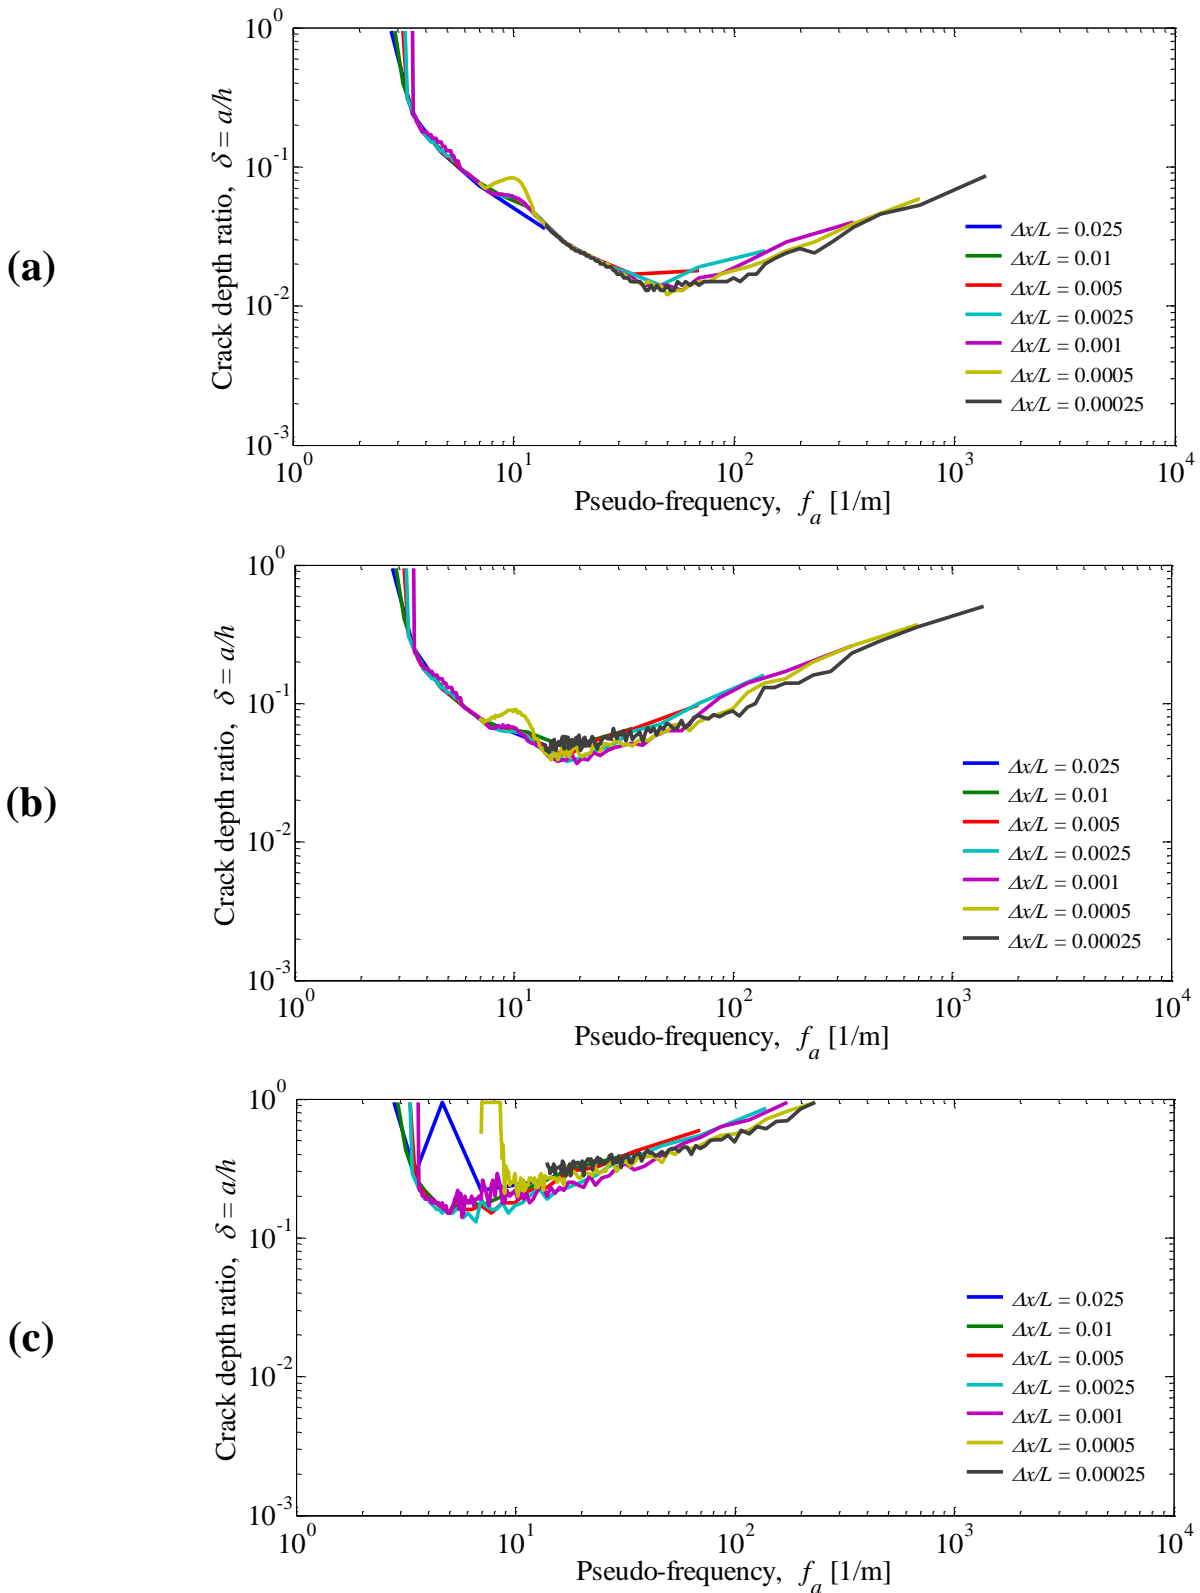 (a)
Crack depth ratio, δ = a/h
10^0
10^-1
10^-2
10^-3
10^0 10^1 10^2 10^3 10^4
Pseudo-frequency, f_a [1/m]
Δx/L = 0.025
Δx/L = 0.01
Δx/L = 0.005
Δx/L = 0.0025
Δx/L = 0.001
Δx/L = 0.0005
Δx/L = 0.00025
(b)
Crack depth ratio, δ = a/h
10^0
10^-1
10^-2
10^-3
10^0 10^1 10^2 10^3 10^4
Pseudo-frequency, f_a [1/m]
Δx/L = 0.025
Δx/L = 0.01
Δx/L = 0.005
Δx/L = 0.0025
Δx/L = 0.001
Δx/L = 0.0005
Δx/L = 0.00025
(c)
Crack depth ratio, δ = a/h
10^0
10^-1
10^-2
10^-3
10^0 10^1 10^2 10^3 10^4
Pseudo-frequency, f_a [1/m]
Δx/L = 0.025
Δx/L = 0.01
Δx/L = 0.005
Δx/L = 0.0025
Δx/L = 0.001
Δx/L = 0.0005
Δx/L = 0.00025